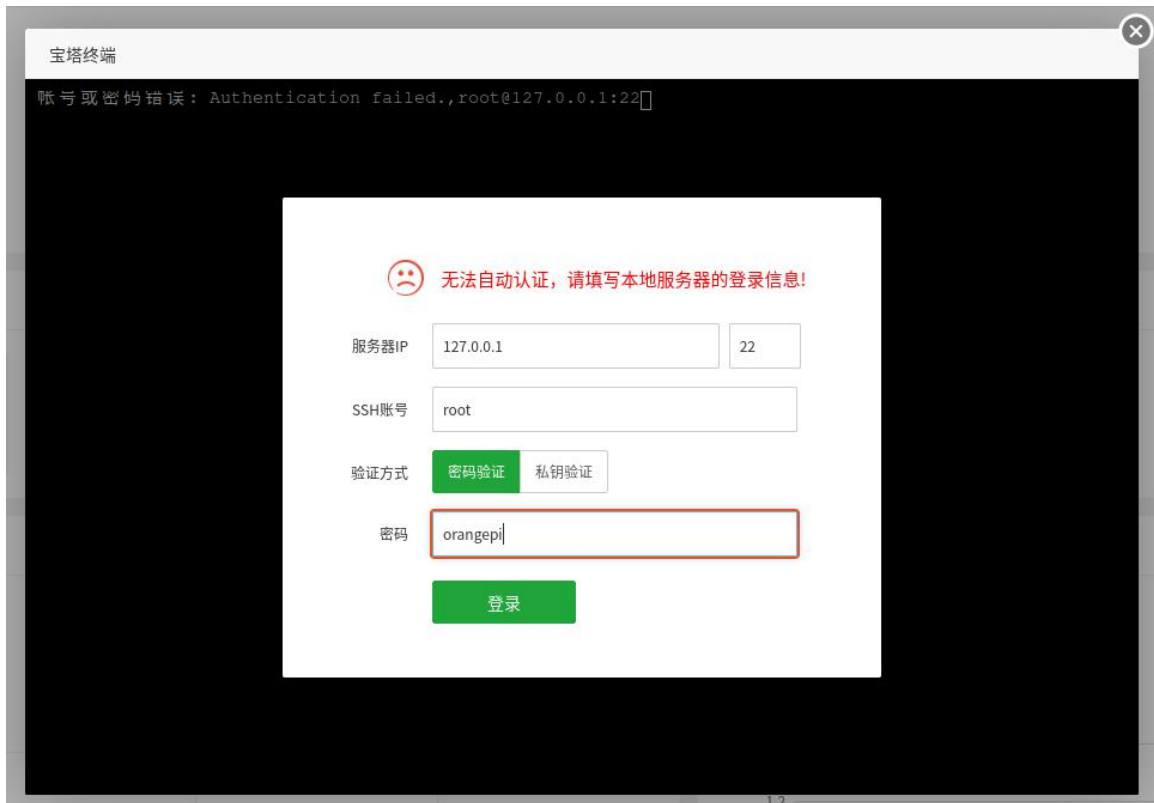 宝塔终端
帐号或密码错误: Authentication failed.,root@127.0.0.1:22
无法自动认证，请填写本地服务器的登录信息!
服务器IP 127.0.0.1 22
SSH账号 root
验证方式 密码验证 私钥验证
密码 orangepi
登录